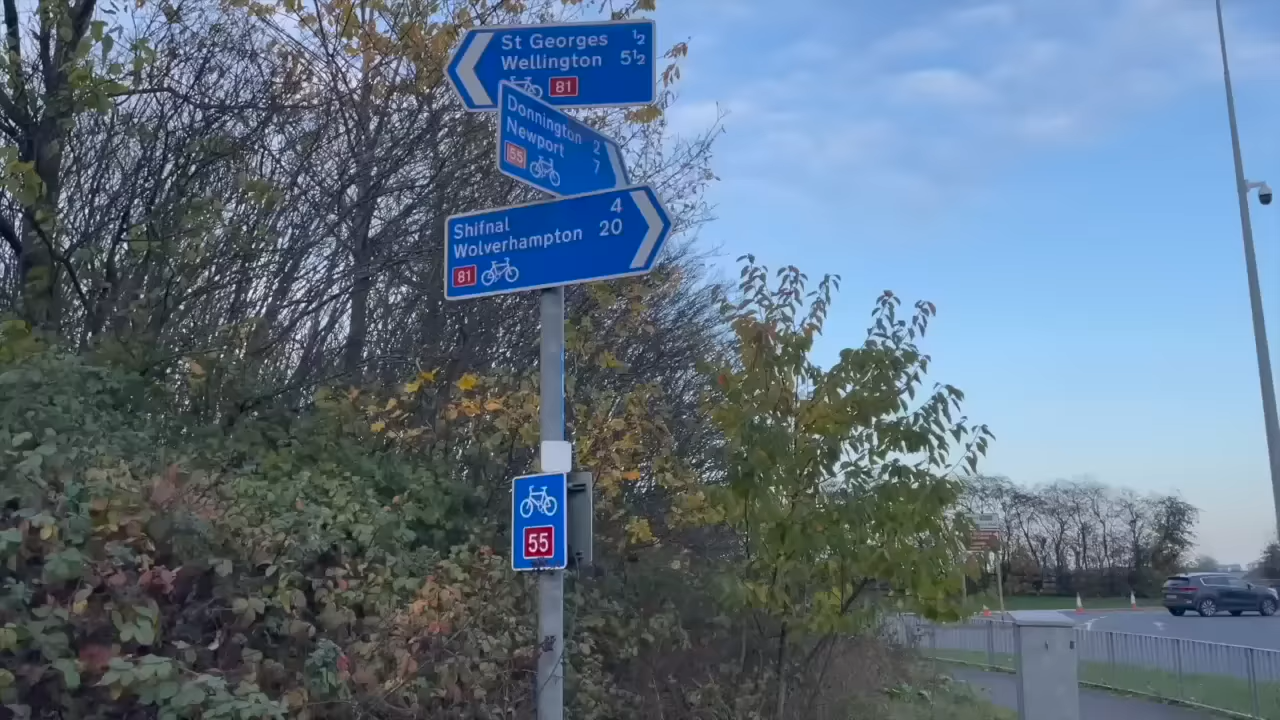 St Georges ½
Wellington 5½
81
Donnington 2
Newport 7
55
Shifnal 4
Wolverhampton 20
81
55